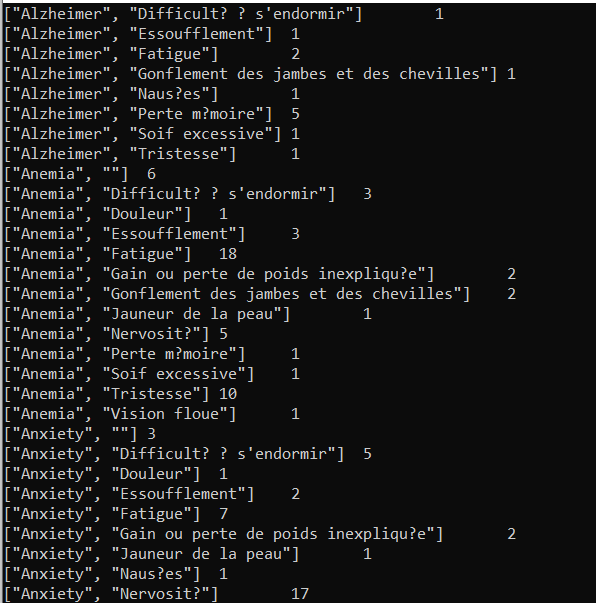 ["Alzheimer", "Difficult? ? s'endormir"]	1
["Alzheimer", "Essoufflement"]	1
["Alzheimer", "Fatigue"]	2
["Alzheimer", "Gonflement des jambes et des chevilles"]	1
["Alzheimer", "Naus?es"]	1
["Alzheimer", "Perte m?moire"]	5
["Alzheimer", "Soif excessive"]	1
["Alzheimer", "Tristesse"]	1
["Anemia", ""]	6
["Anemia", "Difficult? ? s'endormir"]	3
["Anemia", "Douleur"]	1
["Anemia", "Essoufflement"]	3
["Anemia", "Fatigue"]	18
["Anemia", "Gain ou perte de poids inexpliqu?e"]	2
["Anemia", "Gonflement des jambes et des chevilles"]	2
["Anemia", "Jauneur de la peau"]	1
["Anemia", "Nervosit?"]	5
["Anemia", "Perte m?moire"]	1
["Anemia", "Soif excessive"]	1
["Anemia", "Tristesse"]	10
["Anemia", "Vision floue"]	1
["Anxiety", ""]	3
["Anxiety", "Difficult? ? s'endormir"]	5
["Anxiety", "Douleur"]	1
["Anxiety", "Essoufflement"]	2
["Anxiety", "Fatigue"]	7
["Anxiety", "Gain ou perte de poids inexpliqu?e"]	2
["Anxiety", "Jauneur de la peau"]	1
["Anxiety", "Naus?es"]	1
["Anxiety", "Nervosit?"]	17